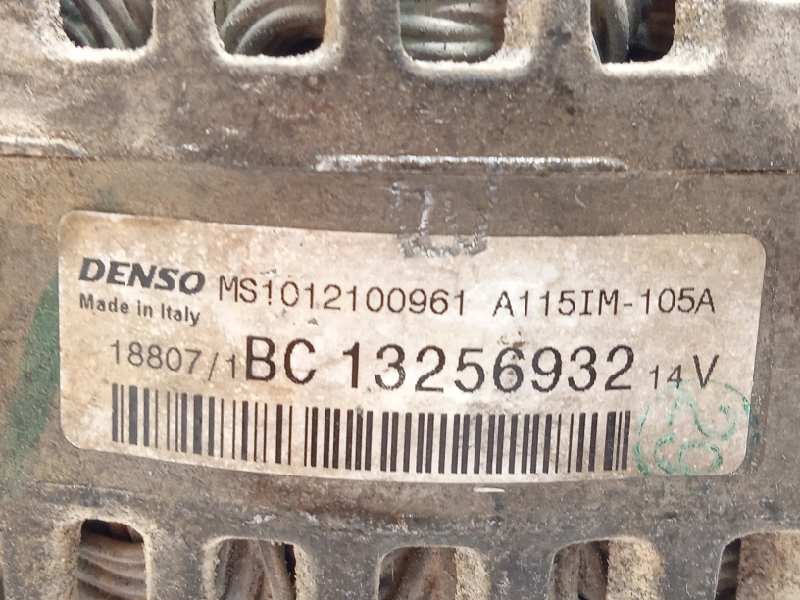 DENSO MS1012100961 A115IM-105A
Made in Italy
18807/1 BC 13256932 14V